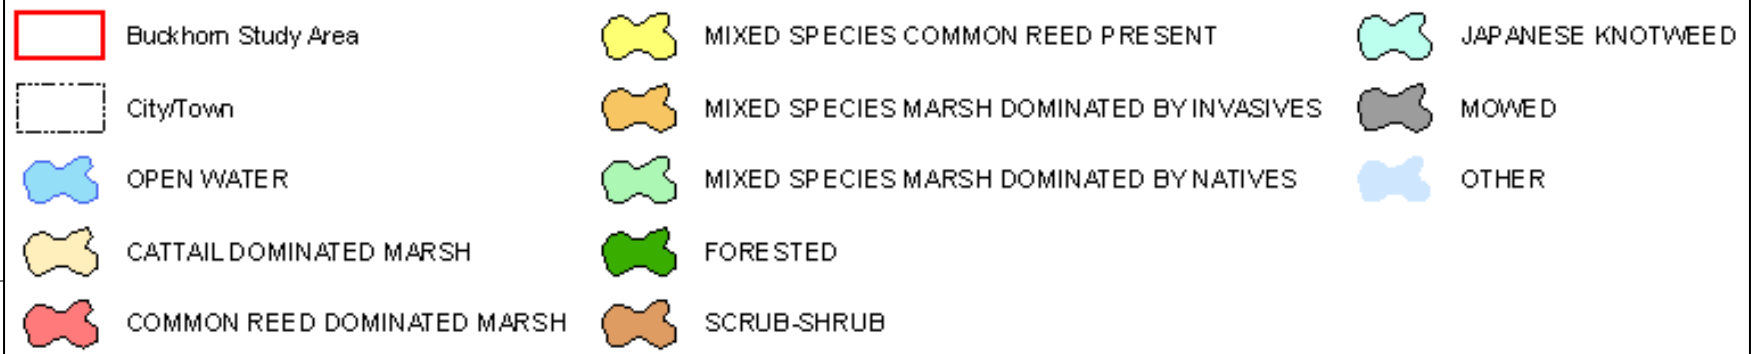 Buckhorn Study Area
City/Town
OPEN WATER
CATTAIL DOMINATED MARSH
COMMON REED DOMINATED MARSH
MIXED SPECIES COMMON REED PRESENT
MIXED SPECIES MARSH DOMINATED BY INVASIVES
MIXED SPECIES MARSH DOMINATED BY NATIVES
FORESTED
SCRUB-SHRUB
JAPANESE KNOTWEED
MOWED
OTHER